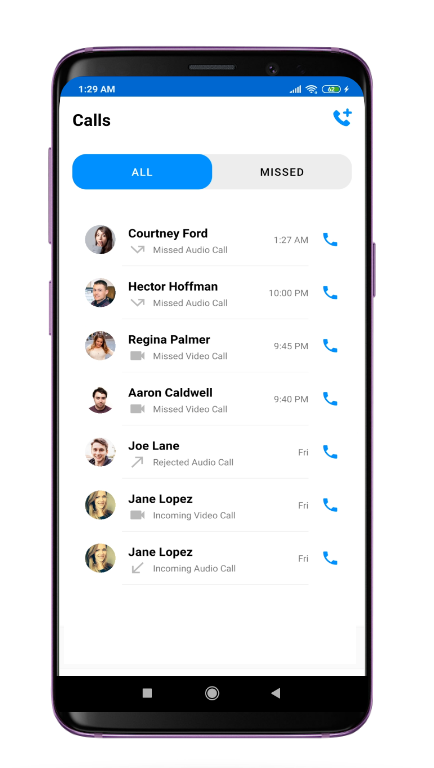 1:29 AM 62
Calls
ALL MISSED
Courtney Ford
Missed Audio Call 1:27 AM
Hector Hoffman
Missed Audio Call 10:00 PM
Regina Palmer
Missed Video Call 9:45 PM
Aaron Caldwell
Missed Video Call 9:40 PM
Joe Lane
Rejected Audio Call Fri
Jane Lopez
Incoming Video Call Fri
Jane Lopez
Incoming Audio Call Fri